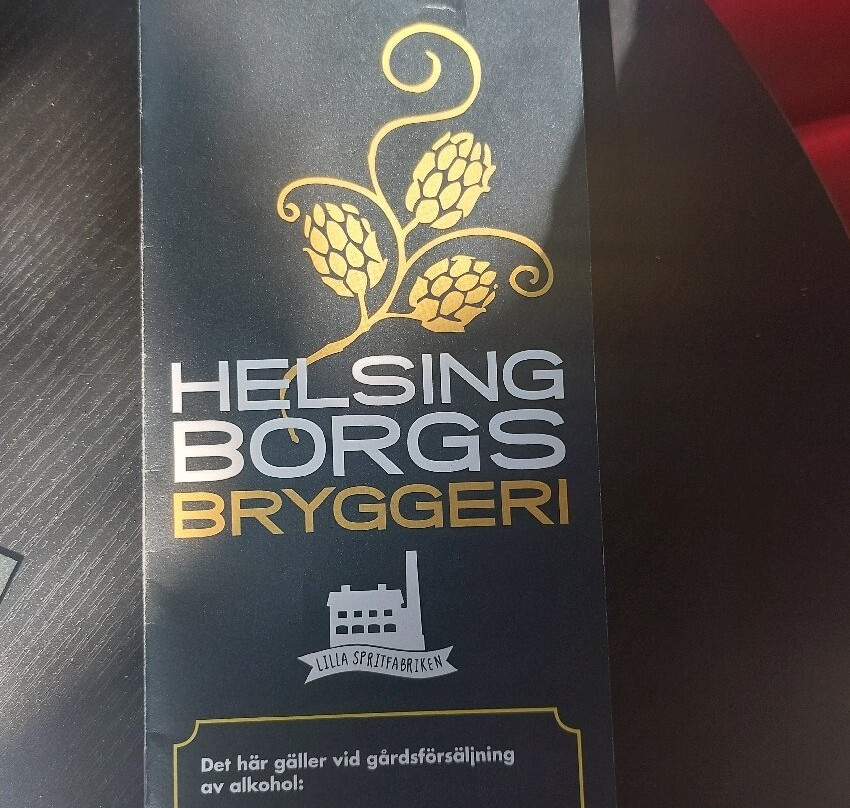 HELSING
BORGS
BRYGGERI
LILLA SPRITFABRIKEN
Det här gäller vid gårdsförsäljning
av alkohol: